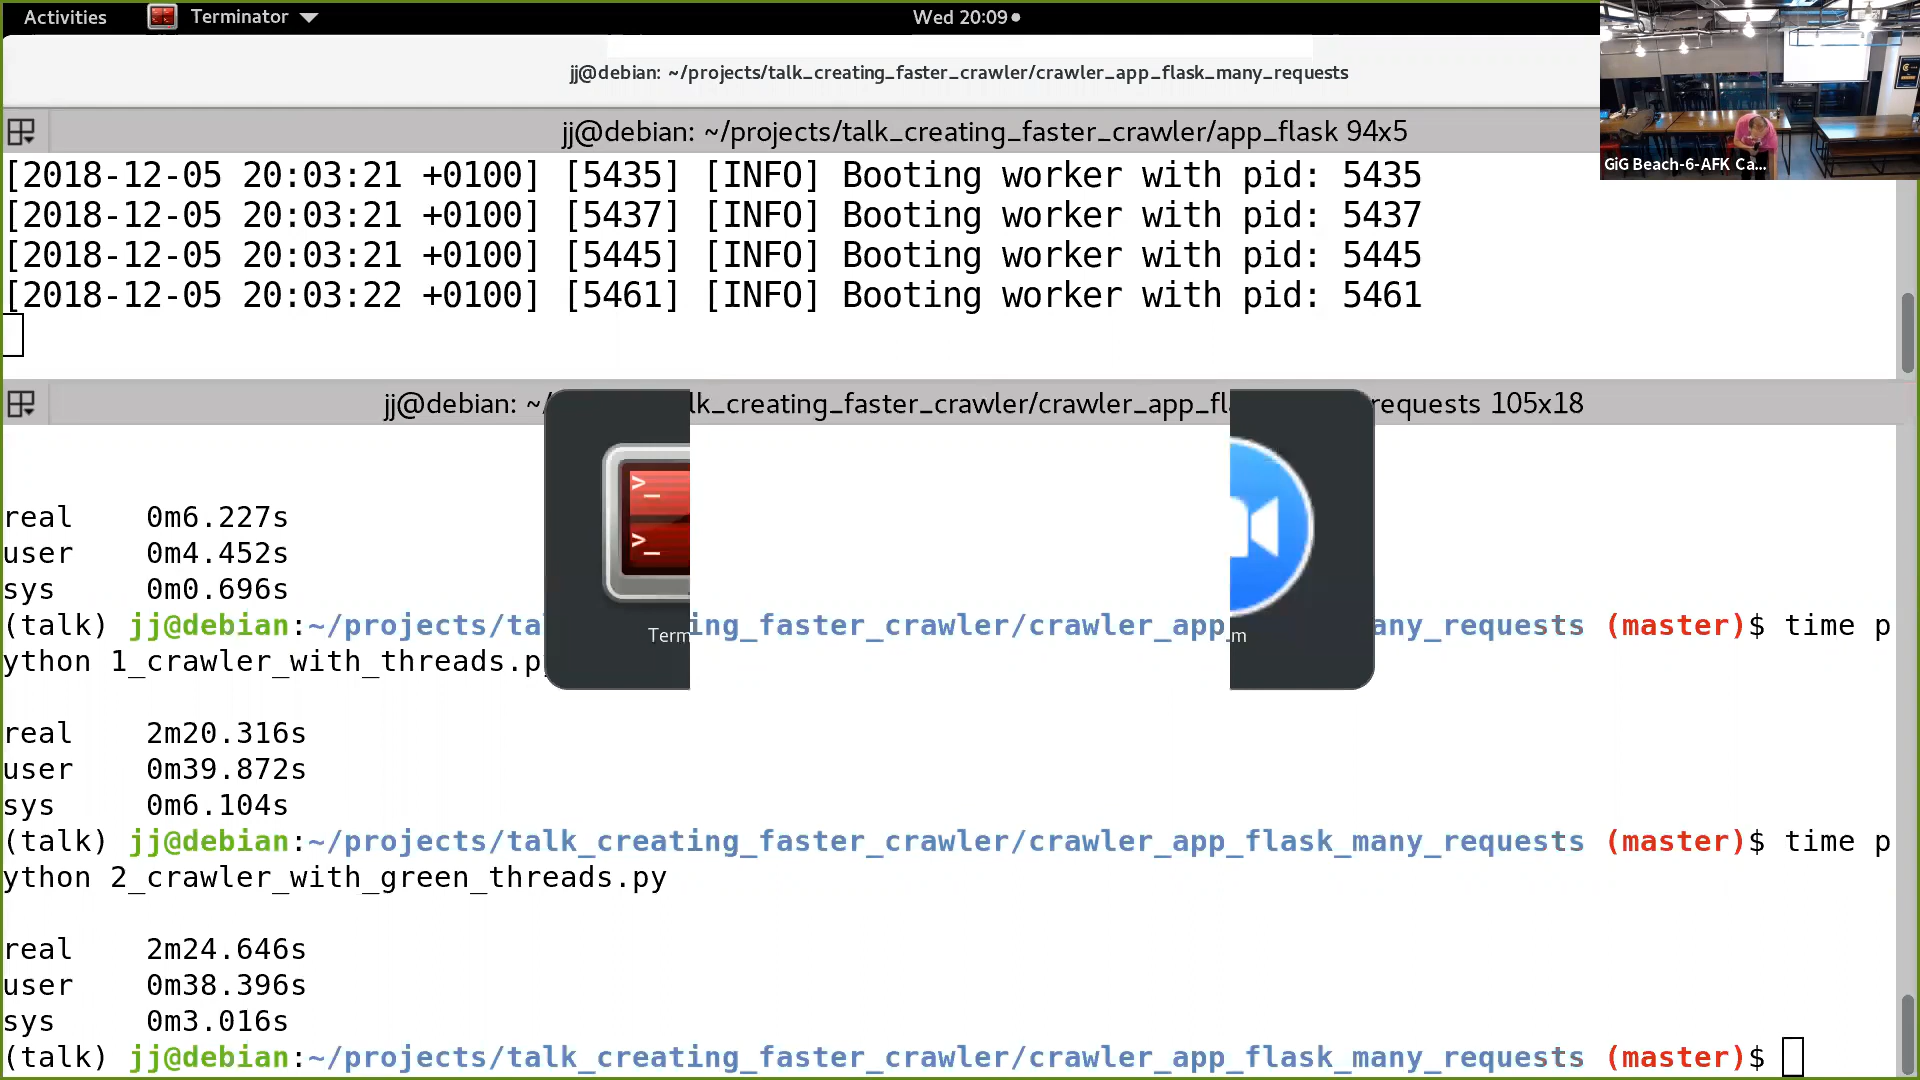 Activities Terminator Wed 20:09
jj@debian: ~/projects/talk_creating_faster_crawler/crawler_app_flask_many_requests
jj@debian: ~/projects/talk_creating_faster_crawler/app_flask 94x5
[2018-12-05 20:03:21 +0100] [5435] [INFO] Booting worker with pid: 5435
GiG Beach-6-AFK Ca...
[2018-12-05 20:03:21 +0100] [5437] [INFO] Booting worker with pid: 5437
[2018-12-05 20:03:21 +0100] [5445] [INFO] Booting worker with pid: 5445
[2018-12-05 20:03:22 +0100] [5461] [INFO] Booting worker with pid: 5461
jj@debian: ~/ lk_creating_faster_crawler/crawler_app_fl requests 105x18
real 0m6.227s
user 0m4.452s
sys 0m0.696s
(talk) jj@debian:~/projects/ta ing_faster_crawler/crawler_app any_requests (master)$ time p
Term m
ython 1_crawler_with_threads.p
real 2m20.316s
user 0m39.872s
sys 0m6.104s
(talk) jj@debian:~/projects/talk_creating_faster_crawler/crawler_app_flask_many_requests (master)$ time p
ython 2_crawler_with_green_threads.py
real 2m24.646s
user 0m38.396s
sys 0m3.016s
(talk) jj@debian:~/projects/talk_creating_faster_crawler/crawler_app_flask_many_requests (master)$